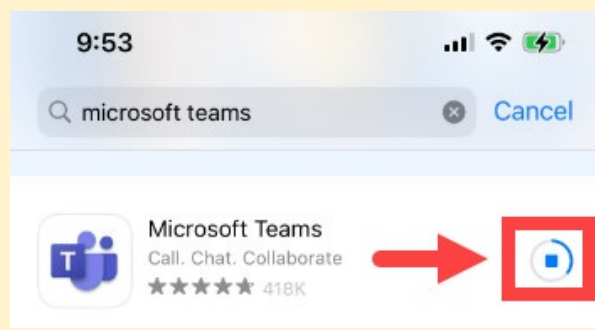 9:53
microsoft teams
Cancel
Microsoft Teams
T
Call. Chat. Collaborate
418K